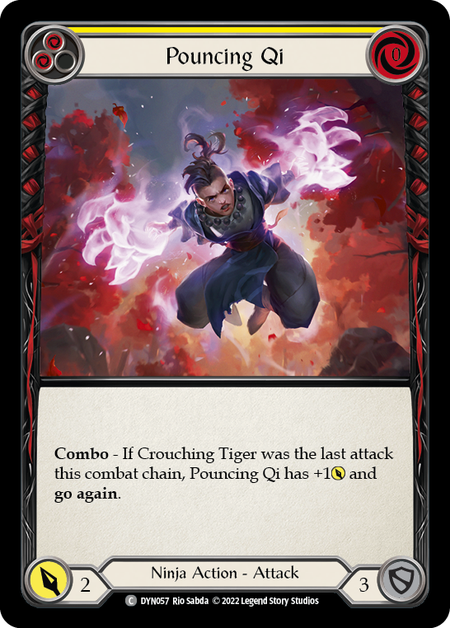 Pouncing Qi
0
Combo - If Crouching Tiger was the last attack
this combat chain, Pouncing Qi has +1 and
go again.
2
Ninja Action - Attack
3
C DYN057 Rio Sabda © 2022 Legend Story Studios